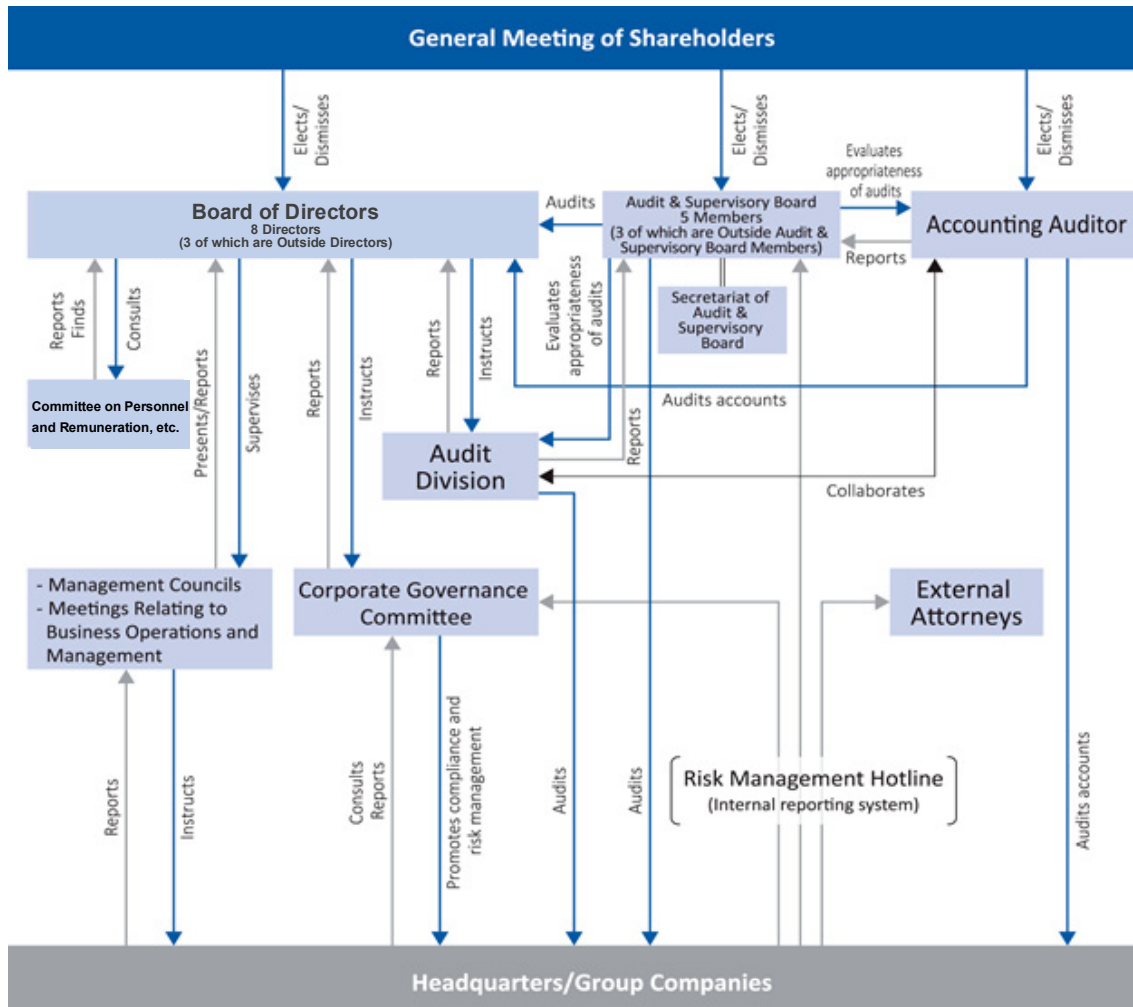 General Meeting of Shareholders
Elects/
Dismisses
Elects/
Dismisses
Elects/
Dismisses
Evaluates
appropriateness
of audits
Board of Directors
8 Directors
(3 of which are Outside Directors)
Audits
Audit & Supervisory Board
5 Members
(3 of which are Outside Audit &
Supervisory Board Members)
Accounting Auditor
Reports
Reports
Finds
Consults
Presents/Reports
Supervises
Reports
Instructs
Reports
Instructs
Evaluates
appropriateness
of audits
Reports
Secretariat of
Audit &
Supervisory
Board
Audits accounts
Committee on Personnel
and Remuneration, etc.
Audit
Division
Collaborates
- Management Councils
- Meetings Relating to
Business Operations and
Management
Corporate Governance
Committee
External
Attorneys
Reports
Instructs
Consults
Reports
Promotes compliance and
risk management
Audits
Audits
Risk Management Hotline
(Internal reporting system)
Audits accounts
Headquarters/Group Companies